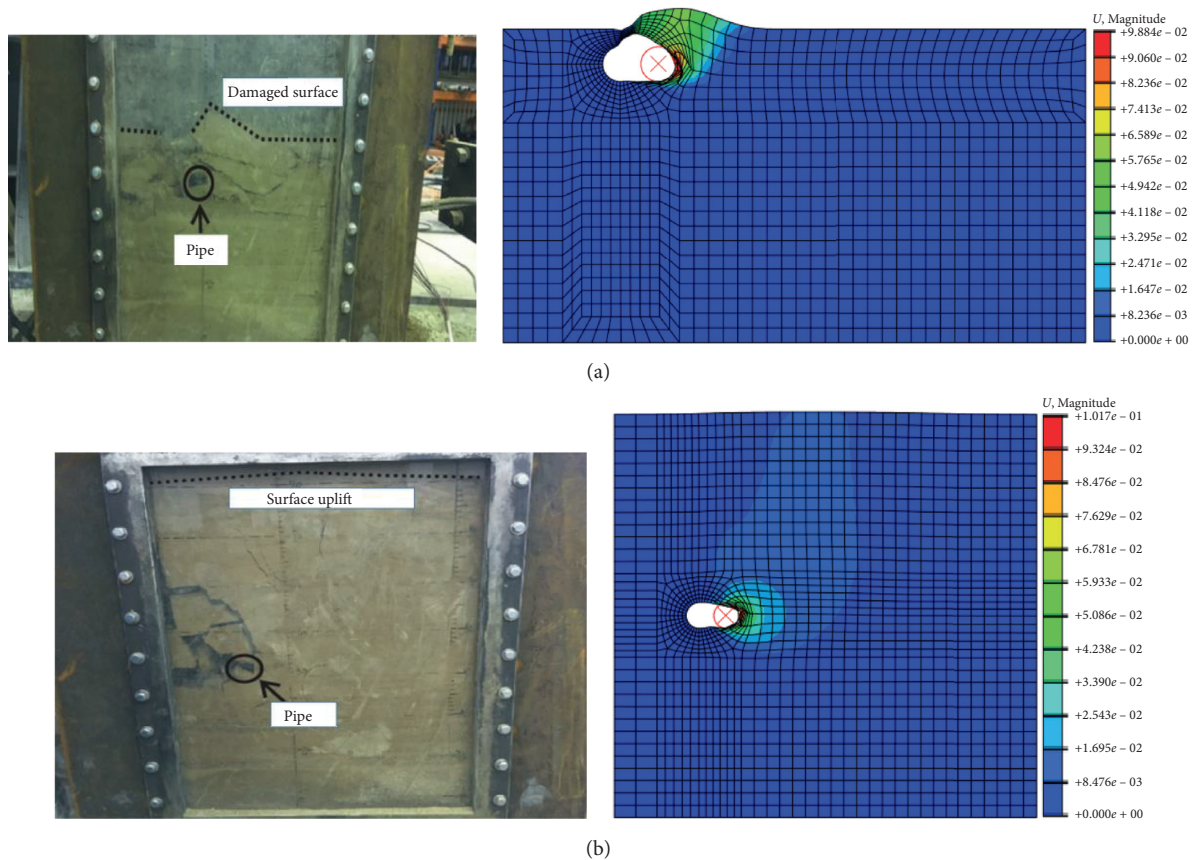 Damaged surface
Pipe
U, Magnitude
+9.884e – 02
+9.060e – 02
+8.236e – 02
+7.413e – 02
+6.589e – 02
+5.765e – 02
+4.942e – 02
+4.118e – 02
+3.295e – 02
+2.471e – 02
+1.647e – 02
+8.236e – 03
+0.000e + 00
(a)
Surface uplift
Pipe
U, Magnitude
+1.017e – 01
+9.324e – 02
+8.476e – 02
+7.629e – 02
+6.781e – 02
+5.933e – 02
+5.086e – 02
+4.238e – 02
+3.390e – 02
+2.543e – 02
+1.695e – 02
+8.476e – 03
+0.000e + 00
(b)